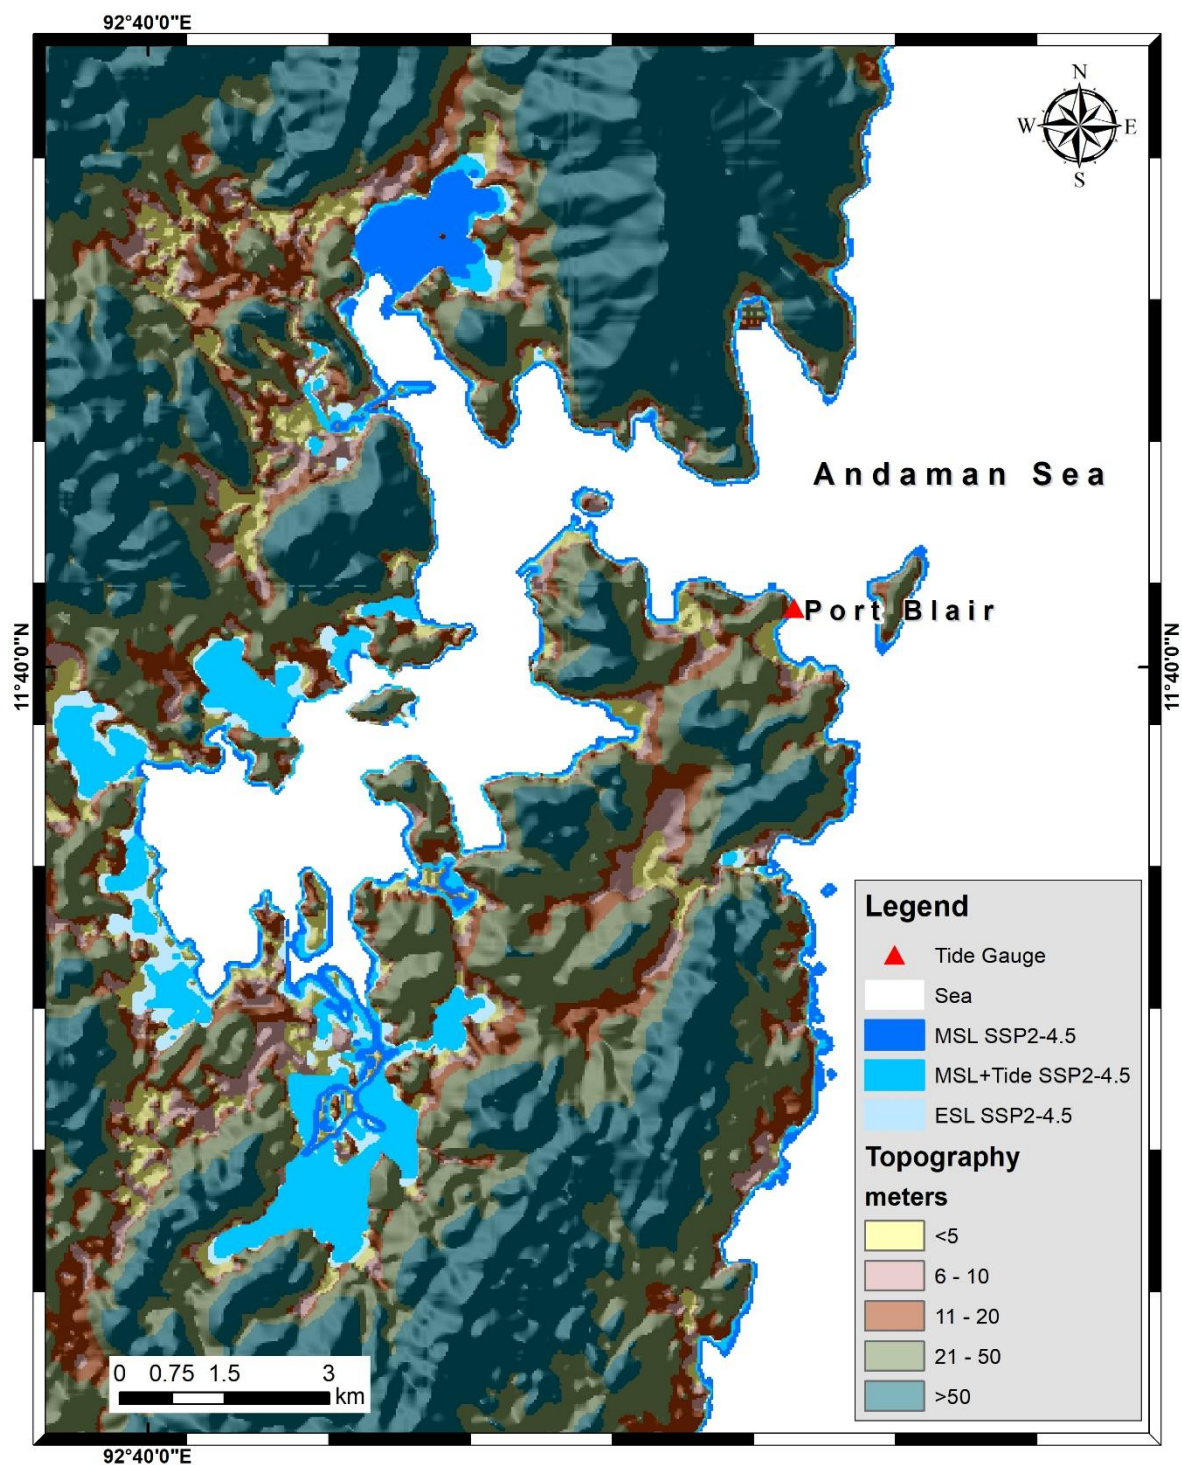 92°40'0"E
N
W E
S
Andaman Sea
Port Blair
11°40'0"N
11°40'0"N
Legend
Tide Gauge
Sea
MSL SSP2-4.5
MSL+Tide SSP2-4.5
ESL SSP2-4.5
Topography
meters
<5
6 - 10
11 - 20
21 - 50
>50
0 0.75 1.5 3
km
92°40'0"E